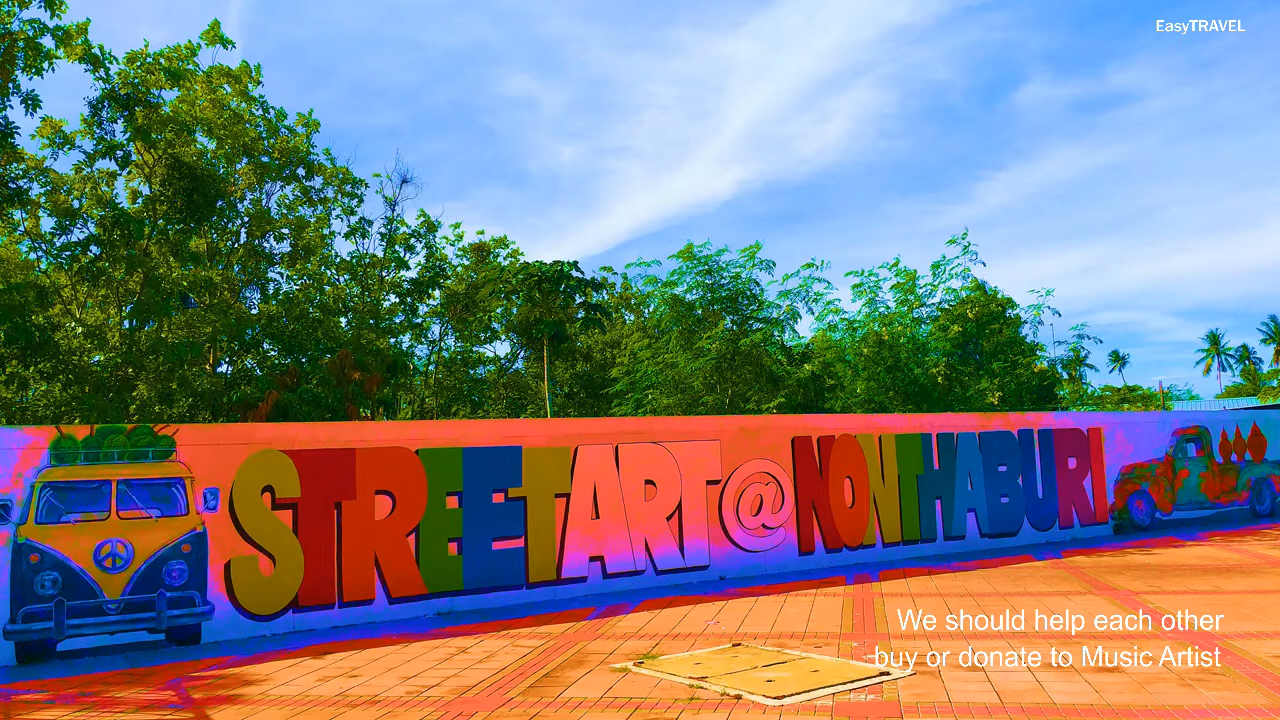 EasyTRAVEL
STREETART@NONTHABURI
We should help each other
buy or donate to Music Artist